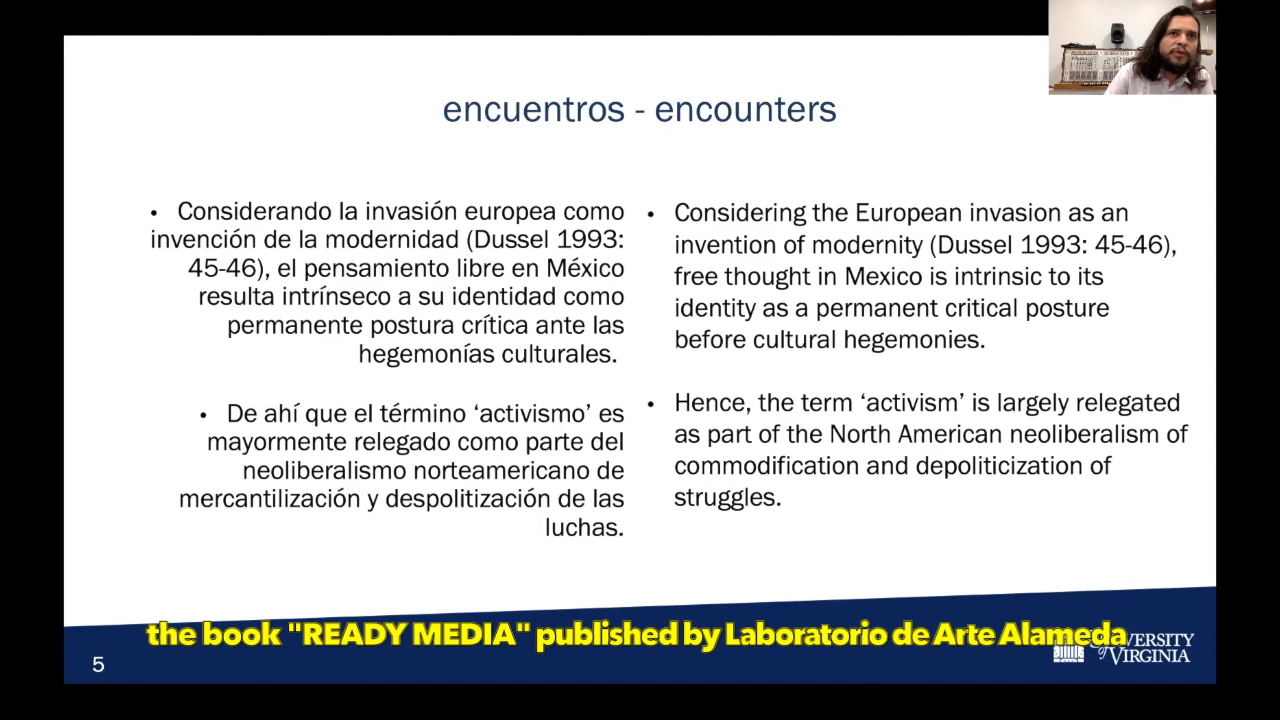 encuentros - encounters
• Considerando la invasión europea como
invención de la modernidad (Dussel 1993:
45-46), el pensamiento libre en México
resulta intrínseco a su identidad como
permanente postura crítica ante las
hegemonías culturales.
• De ahí que el término ‘activismo’ es
mayormente relegado como parte del
neoliberalismo norteamericano de
mercantilización y despolitización de las
luchas.
• Considering the European invasion as an
invention of modernity (Dussel 1993: 45-46),
free thought in Mexico is intrinsic to its
identity as a permanent critical posture
before cultural hegemonies.
• Hence, the term ‘activism’ is largely relegated
as part of the North American neoliberalism of
commodification and depoliticization of
struggles.
the book "READY MEDIA" published by Laboratorio de Arte Alameda
5
of VIRGINIA